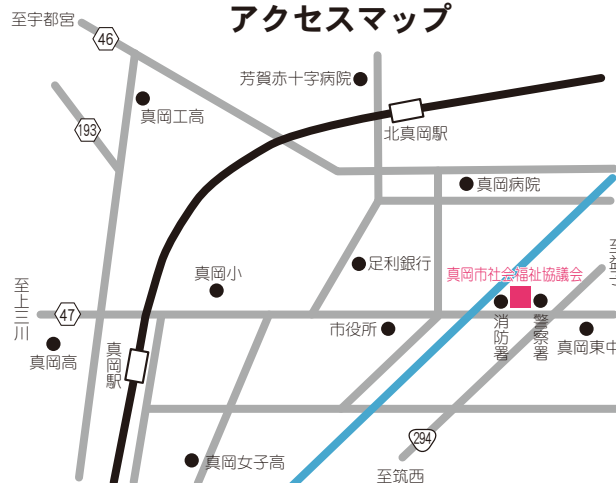 アクセスマップ
至宇都宮
46
芳賀赤十字病院
193
真岡工高
北真岡駅
真岡病院
足利銀行
真岡小
真岡市社会福祉協議会
至上三川
47
市役所
消防署
警察署
真岡東中
真岡高
真岡駅
294
真岡女子高
至筑西